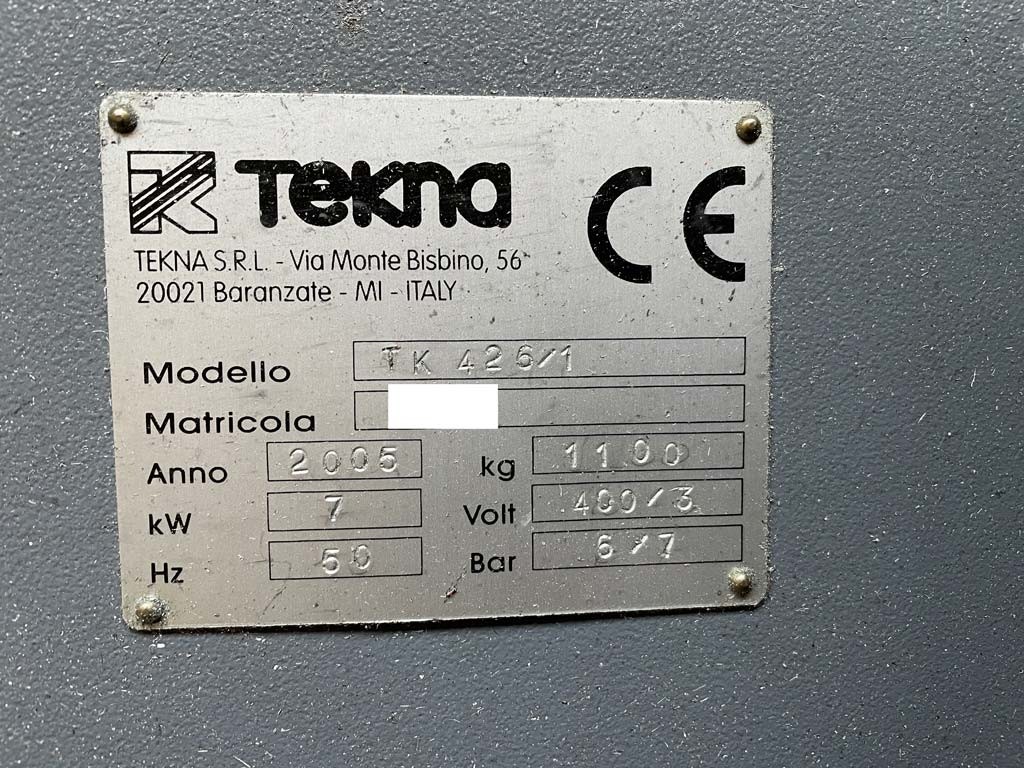 TK Tekna CE
TEKNA S.R.L. - Via Monte Bisbino, 56
20021 Baranzate - MI - ITALY
Modello TK 426/1
Matricola
Anno 2005 kg 1100
kW 7 Volt 400/3
Hz 50 Bar 6/7